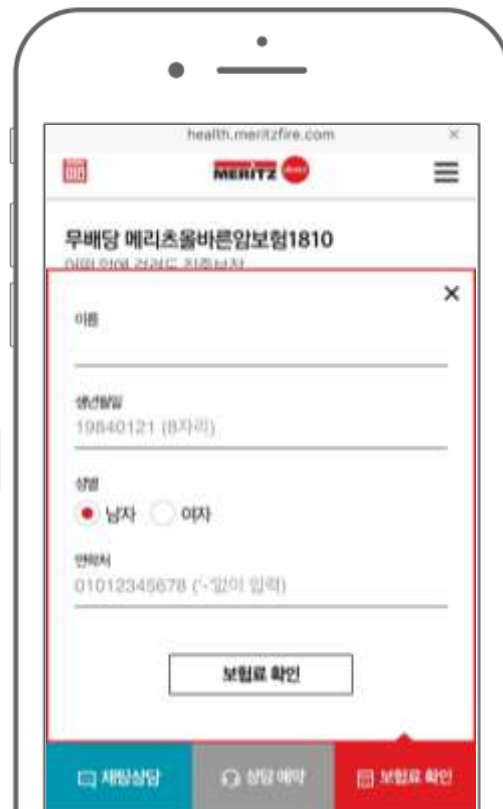 health.meritzfire.com ×
MERITZ direct
무배당 메리츠올바른암보험1810
이름
생년월일
19840121 (8자리)
성별
남자 여자
연락처
01012345678 ('-'없이 입력)
보험료 확인
채팅상담 상담 예약 보험료 확인